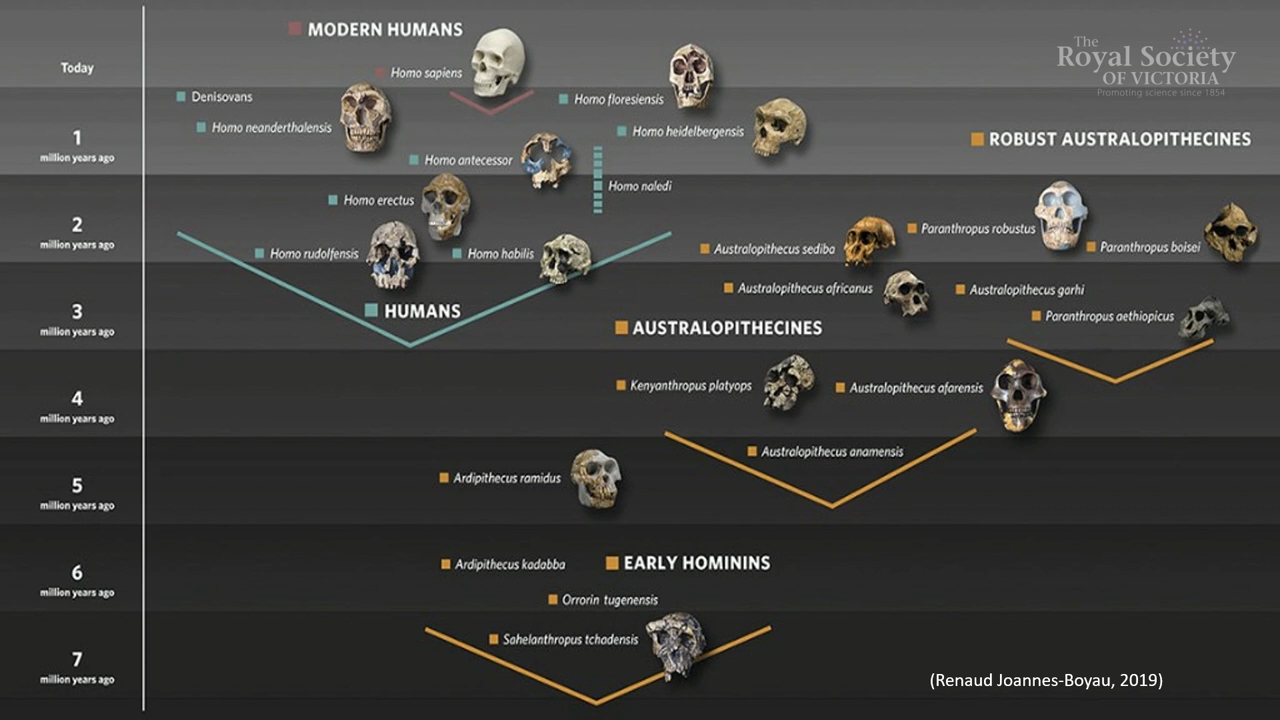 MODERN HUMANS
The
Royal Society
OF VICTORIA
Promoting science since 1854
Today
Homo sapiens
Denisovans
Homo floresiensis
Homo neanderthalensis
Homo heidelbergensis
1
million years ago
ROBUST AUSTRALOPITHECINES
Homo antecessor
Homo naledi
Homo erectus
2
million years ago
Paranthropus robustus
Paranthropus boisei
Australopithecus sediba
Homo rudolfensis
Homo habilis
Australopithecus africanus
Australopithecus garhi
3
million years ago
HUMANS
Paranthropus aethiopicus
AUSTRALOPITHECINES
4
million years ago
Kenyanthropus platyops
Australopithecus afarensis
Australopithecus anamensis
5
million years ago
Ardipithecus ramidus
6
million years ago
Ardipithecus kadabba
EARLY HOMININS
Orrorin tugenensis
Sahelanthropus tchadensis
7
million years ago
(Renaud Joannes-Boyau, 2019)